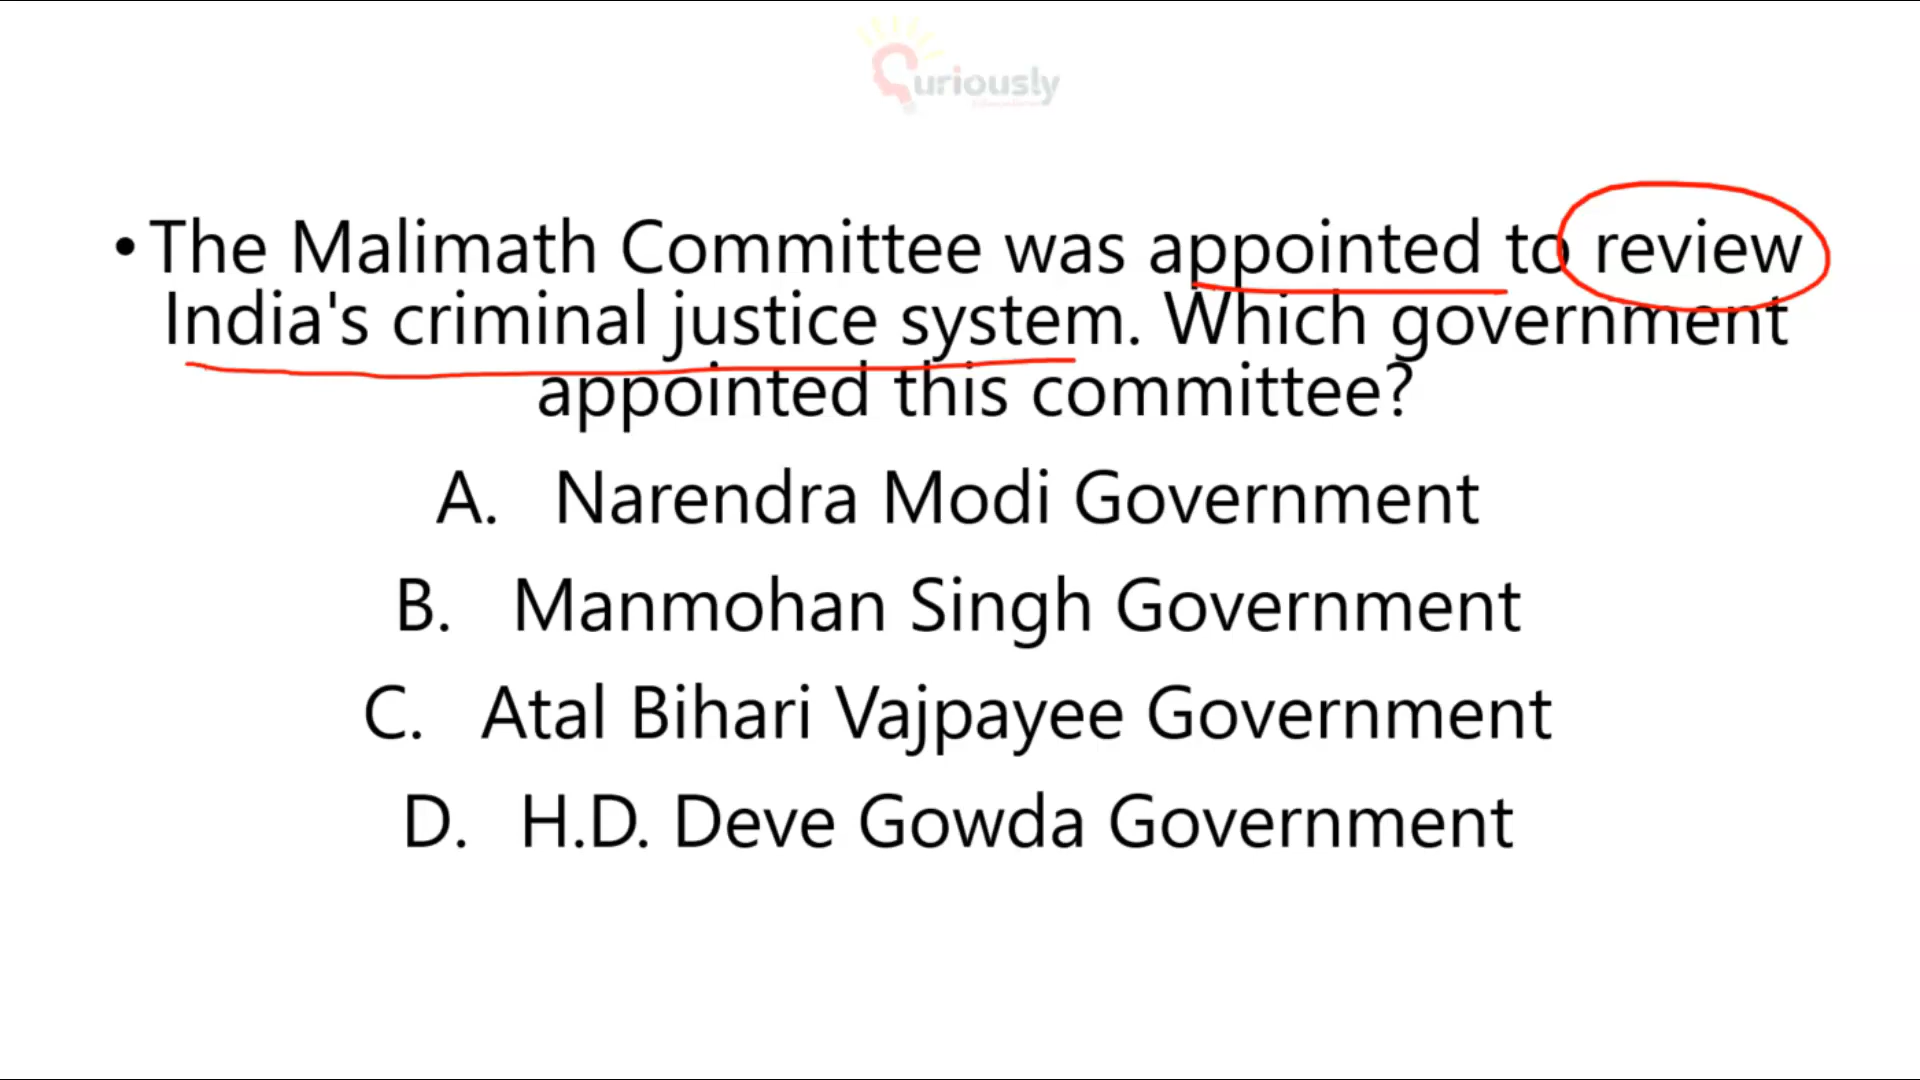 uriously
• The Malimath Committee was appointed to review
India's criminal justice system. Which government
appointed this committee?
A. Narendra Modi Government
B. Manmohan Singh Government
C. Atal Bihari Vajpayee Government
D. H.D. Deve Gowda Government